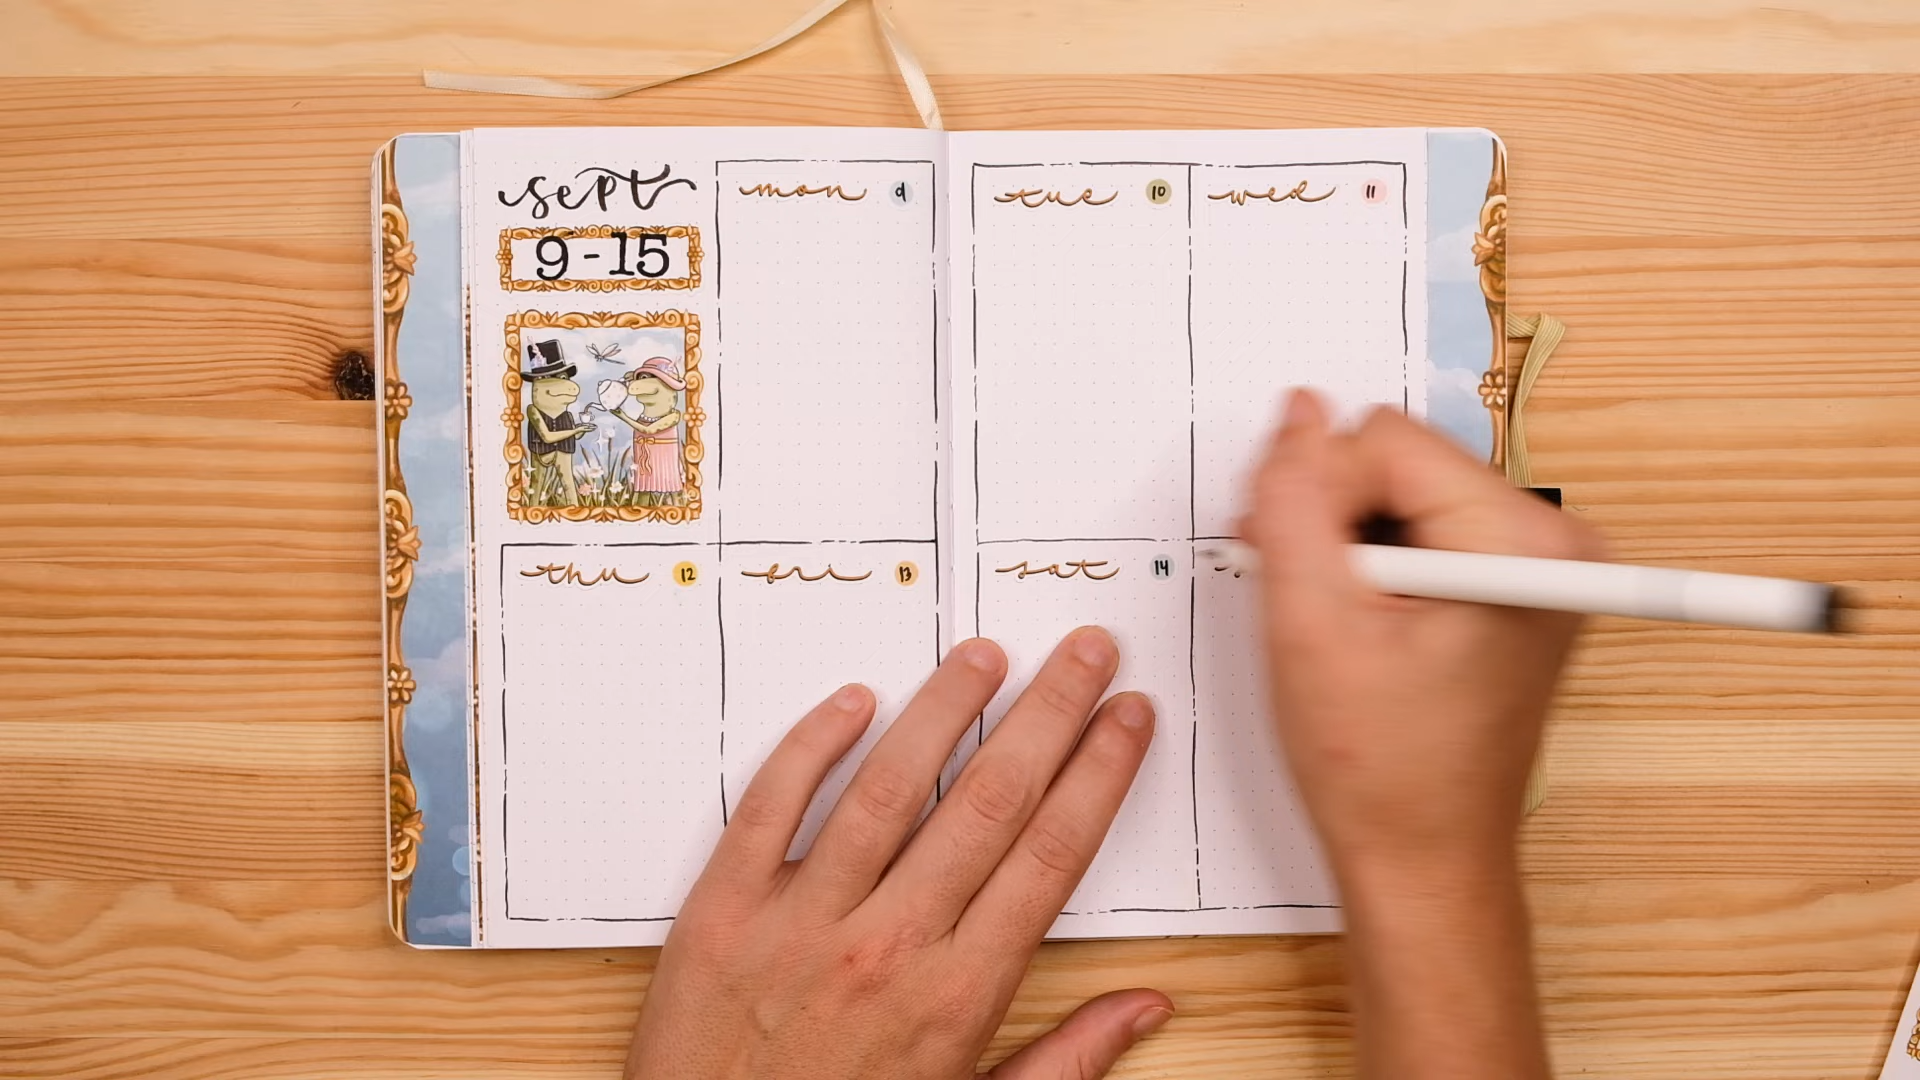 sept
9-15
mon 9
tue 10
wed 11
thu 12
fri 13
sat 14